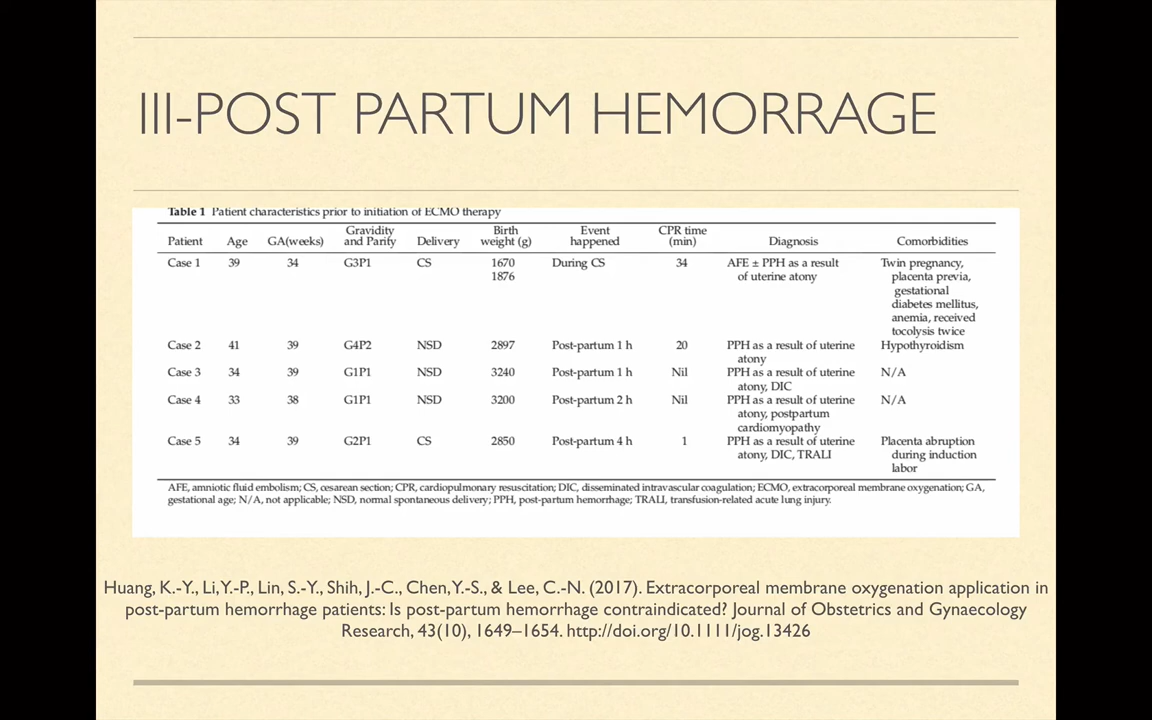 III-POST PARTUM HEMORRAGE
Table 1 Patient characteristics prior to initiation of ECMO therapy
Patient Age GA(weeks) Gravidity and Parity Delivery Birth weight (g) Event happened CPR time (min) Diagnosis Comorbidities
Case 1 39 34 G3P1 CS 1670 During CS 34 AFE ± PPH as a result Twin pregnancy,
1876 of uterine atony placenta previa,
gestational
diabetes mellitus,
anemia, received
tocolysis twice
Case 2 41 39 G4P2 NSD 2897 Post-partum 1 h 20 PPH as a result of uterine Hypothyroidism
atony
Case 3 34 39 G1P1 NSD 3240 Post-partum 1 h Nil PPH as a result of uterine N/A
atony, DIC
Case 4 33 38 G1P1 NSD 3200 Post-partum 2 h Nil PPH as a result of uterine N/A
atony, postpartum
cardiomyopathy
Case 5 34 39 G2P1 CS 2850 Post-partum 4 h 1 PPH as a result of uterine Placenta abruption
atony, DIC, TRALI during induction
labor
AFE, amniotic fluid embolism; CS, cesarean section; CPR, cardiopulmonary resuscitation; DIC, disseminated intravascular coagulation; ECMO, extracorporeal membrane oxygenation; GA,
gestational age; N/A, not applicable; NSD, normal spontaneous delivery; PPH, post-partum hemorrhage; TRALI, transfusion-related acute lung injury.
Huang, K.-Y., Li, Y.-P., Lin, S.-Y., Shih, J.-C., Chen, Y.-S., & Lee, C.-N. (2017). Extracorporeal membrane oxygenation application in
post-partum hemorrhage patients: Is post-partum hemorrhage contraindicated? Journal of Obstetrics and Gynaecology
Research, 43(10), 1649–1654. http://doi.org/10.1111/jog.13426